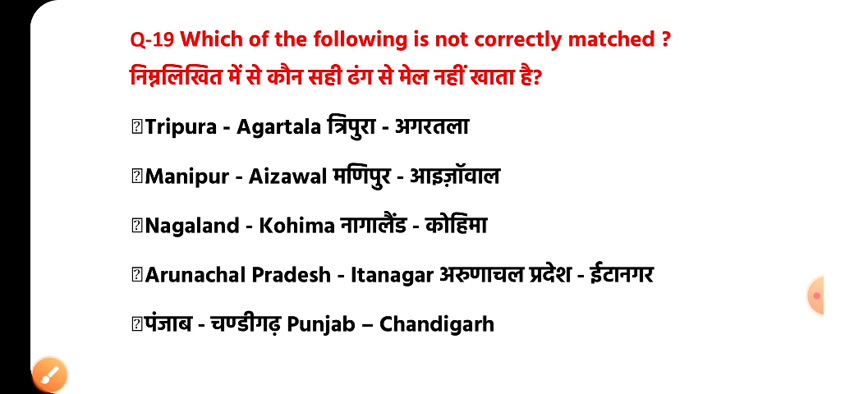 Q-19 Which of the following is not correctly matched ?
निम्नलिखित में से कौन सही ढंग से मेल नहीं खाता है?
Tripura - Agartala त्रिपुरा - अगरतला
Manipur - Aizawal मणिपुर - आइज़ॉवाल
Nagaland - Kohima नागालैंड - कोहिमा
Arunachal Pradesh - Itanagar अरुणाचल प्रदेश - ईटानगर
पंजाब - चण्डीगढ़ Punjab – Chandigarh